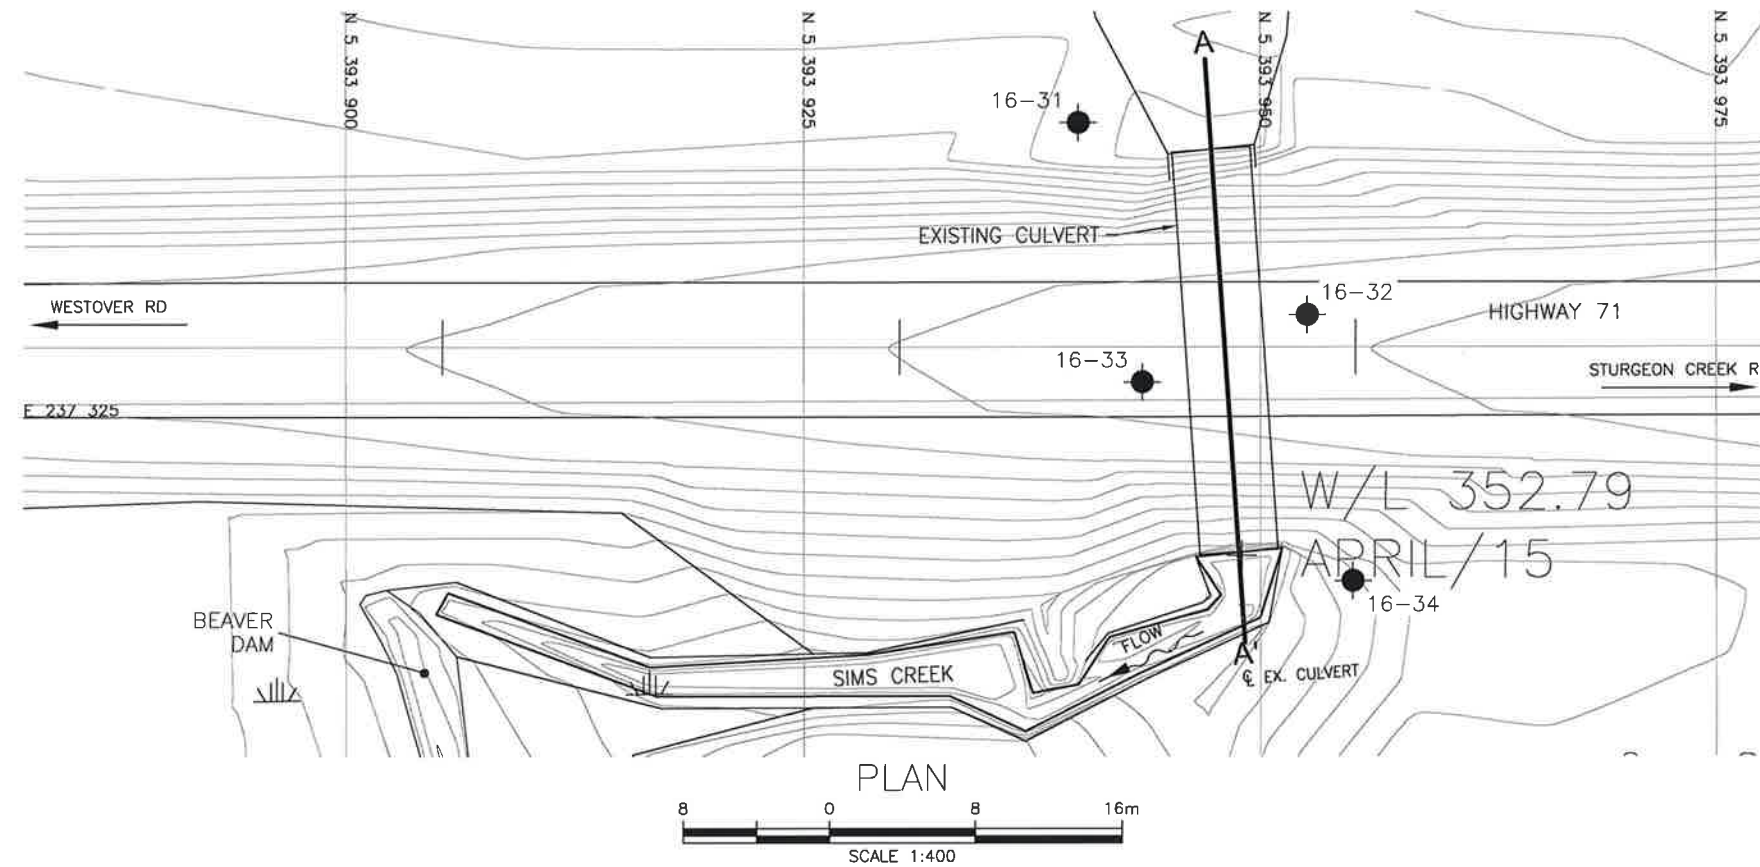 N 5 393 900
N 5 393 925
N 5 393 950
N 5 393 975
A
16-31
EXISTING CULVERT
16-32
WESTOVER RD
HIGHWAY 71
16-33
STURGEON CREEK R
E 237 325
W/L 352.79
APRIL/15
16-34
BEAVER
DAM
FLOW
A'
SIMS CREEK
℄ EX. CULVERT
PLAN
8 0 8 16m
SCALE 1:400